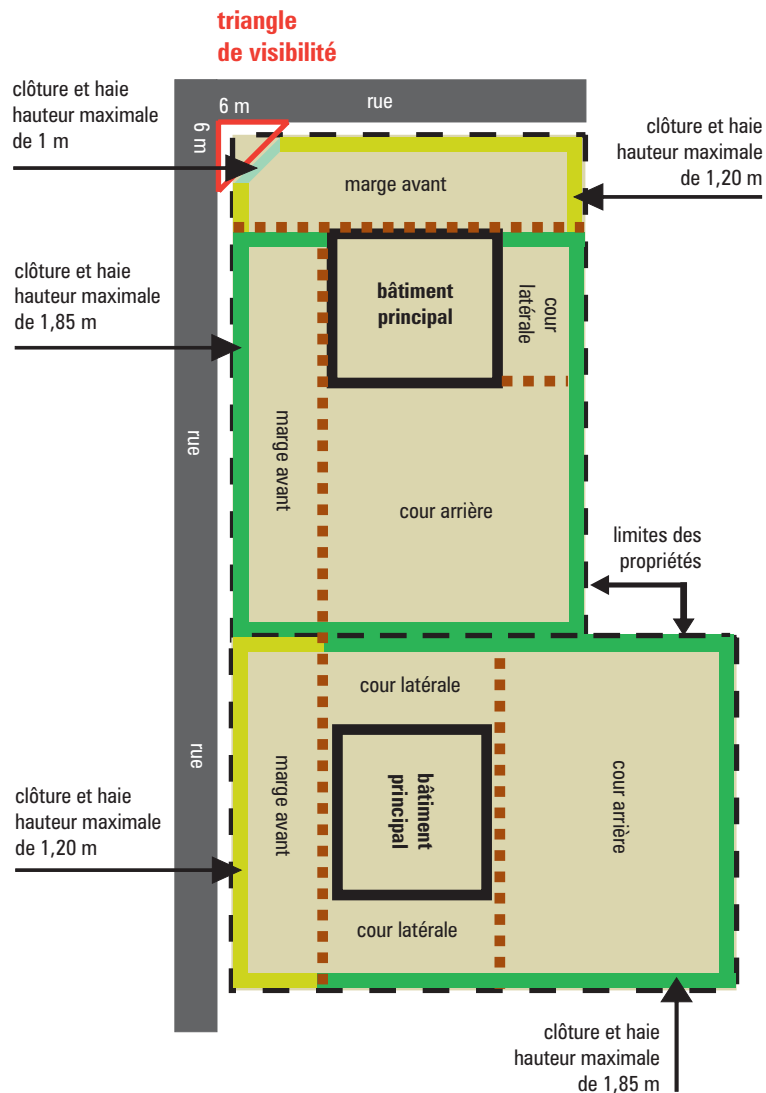 triangle
de visibilité
clôture et haie
hauteur maximale
de 1 m
6 m
rue
6 m
clôture et haie
hauteur maximale
de 1,20 m
marge avant
clôture et haie
hauteur maximale
de 1,85 m
bâtiment
principal
cour
latérale
rue
marge avant
cour arrière
limites des
propriétés
cour latérale
rue
marge avant
bâtiment
principal
cour arrière
clôture et haie
hauteur maximale
de 1,20 m
cour latérale
clôture et haie
hauteur maximale
de 1,85 m